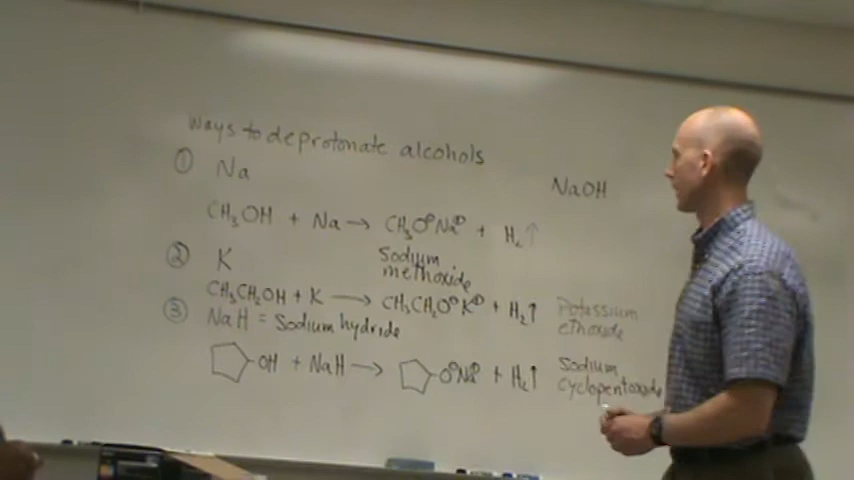 Ways to deprotonate alcohols
① Na
NaOH
CH₃OH + Na → CH₃O⊖Na⊕ + H₂↑
Sodium
methoxide
② K
CH₃CH₂OH + K → CH₃CH₂O⊖K⊕ + H₂↑
Potassium
ethoxide
③ NaH = Sodium hydride
OH + NaH → O⊖Na⊕ + H₂↑
Sodium
cyclopentoxide